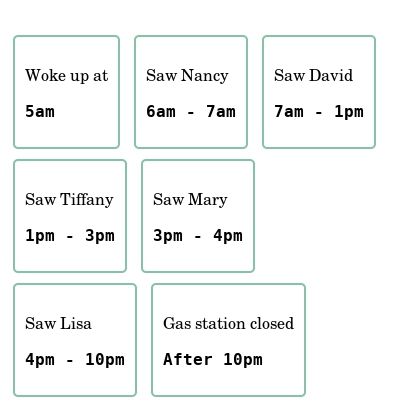 Woke up at
5am
Saw Nancy
6am - 7am
Saw David
7am - 1pm
Saw Tiffany
1pm - 3pm
Saw Mary
3pm - 4pm
Saw Lisa
4pm - 10pm
Gas station closed
After 10pm